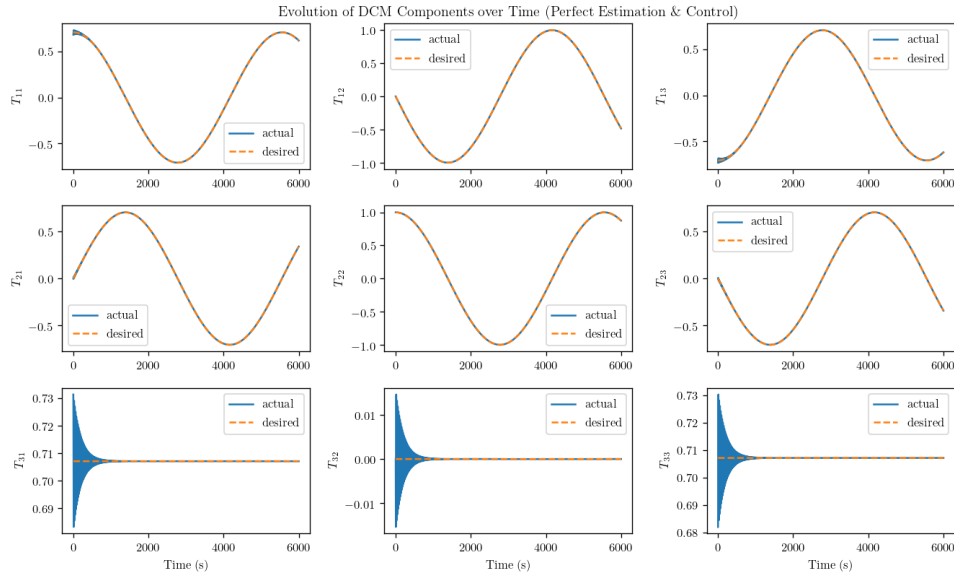 Evolution of DCM Components over Time (Perfect Estimation & Control)
T11
0.5
0.0
−0.5
0 2000 4000 6000
actual
desired
T12
1.0
0.5
0.0
−0.5
−1.0
0 2000 4000 6000
actual
desired
T13
0.5
0.0
−0.5
0 2000 4000 6000
actual
desired
T21
0.5
0.0
−0.5
0 2000 4000 6000
actual
desired
T22
1.0
0.5
0.0
−0.5
−1.0
0 2000 4000 6000
actual
desired
T23
0.5
0.0
−0.5
0 2000 4000 6000
actual
desired
T31
0.73
0.72
0.71
0.70
0.69
0 2000 4000 6000
Time (s)
actual
desired
T32
0.01
0.00
−0.01
0 2000 4000 6000
Time (s)
actual
desired
T33
0.73
0.72
0.71
0.70
0.69
0.68
0 2000 4000 6000
Time (s)
actual
desired